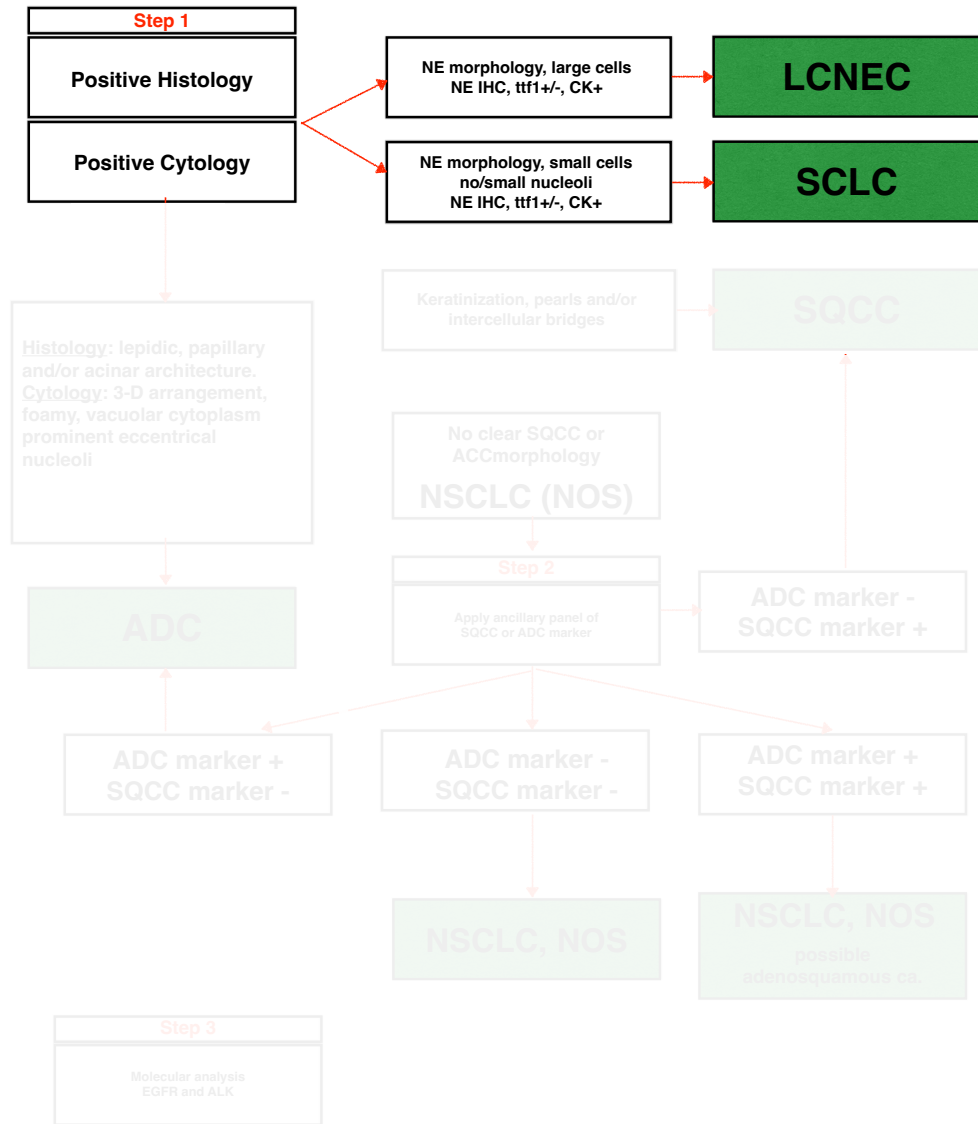 Step 1
Positive Histology
Positive Cytology
NE morphology, large cells
NE IHC, ttf1+/-, CK+
LCNEC
NE morphology, small cells
no/small nucleoli
NE IHC, ttf1+/-, CK+
SCLC
Keratinization, pearls and/or
intercellular bridges
SQCC
Histology: lepidic, papillary
and/or acinar architecture.
Cytology: 3-D arrangement,
foamy, vacuolar cytoplasm
prominent eccentrical
nucleoli
No clear SQCC or
ACCmorphology
NSCLC (NOS)
Step 2
Apply ancillary panel of
SQCC or ADC marker
ADC marker -
SQCC marker +
ADC
ADC marker +
SQCC marker -
ADC marker -
SQCC marker -
ADC marker +
SQCC marker +
NSCLC, NOS
NSCLC, NOS
possible
adenosquamous ca.
Step 3
Molecular analysis
EGFR and ALK